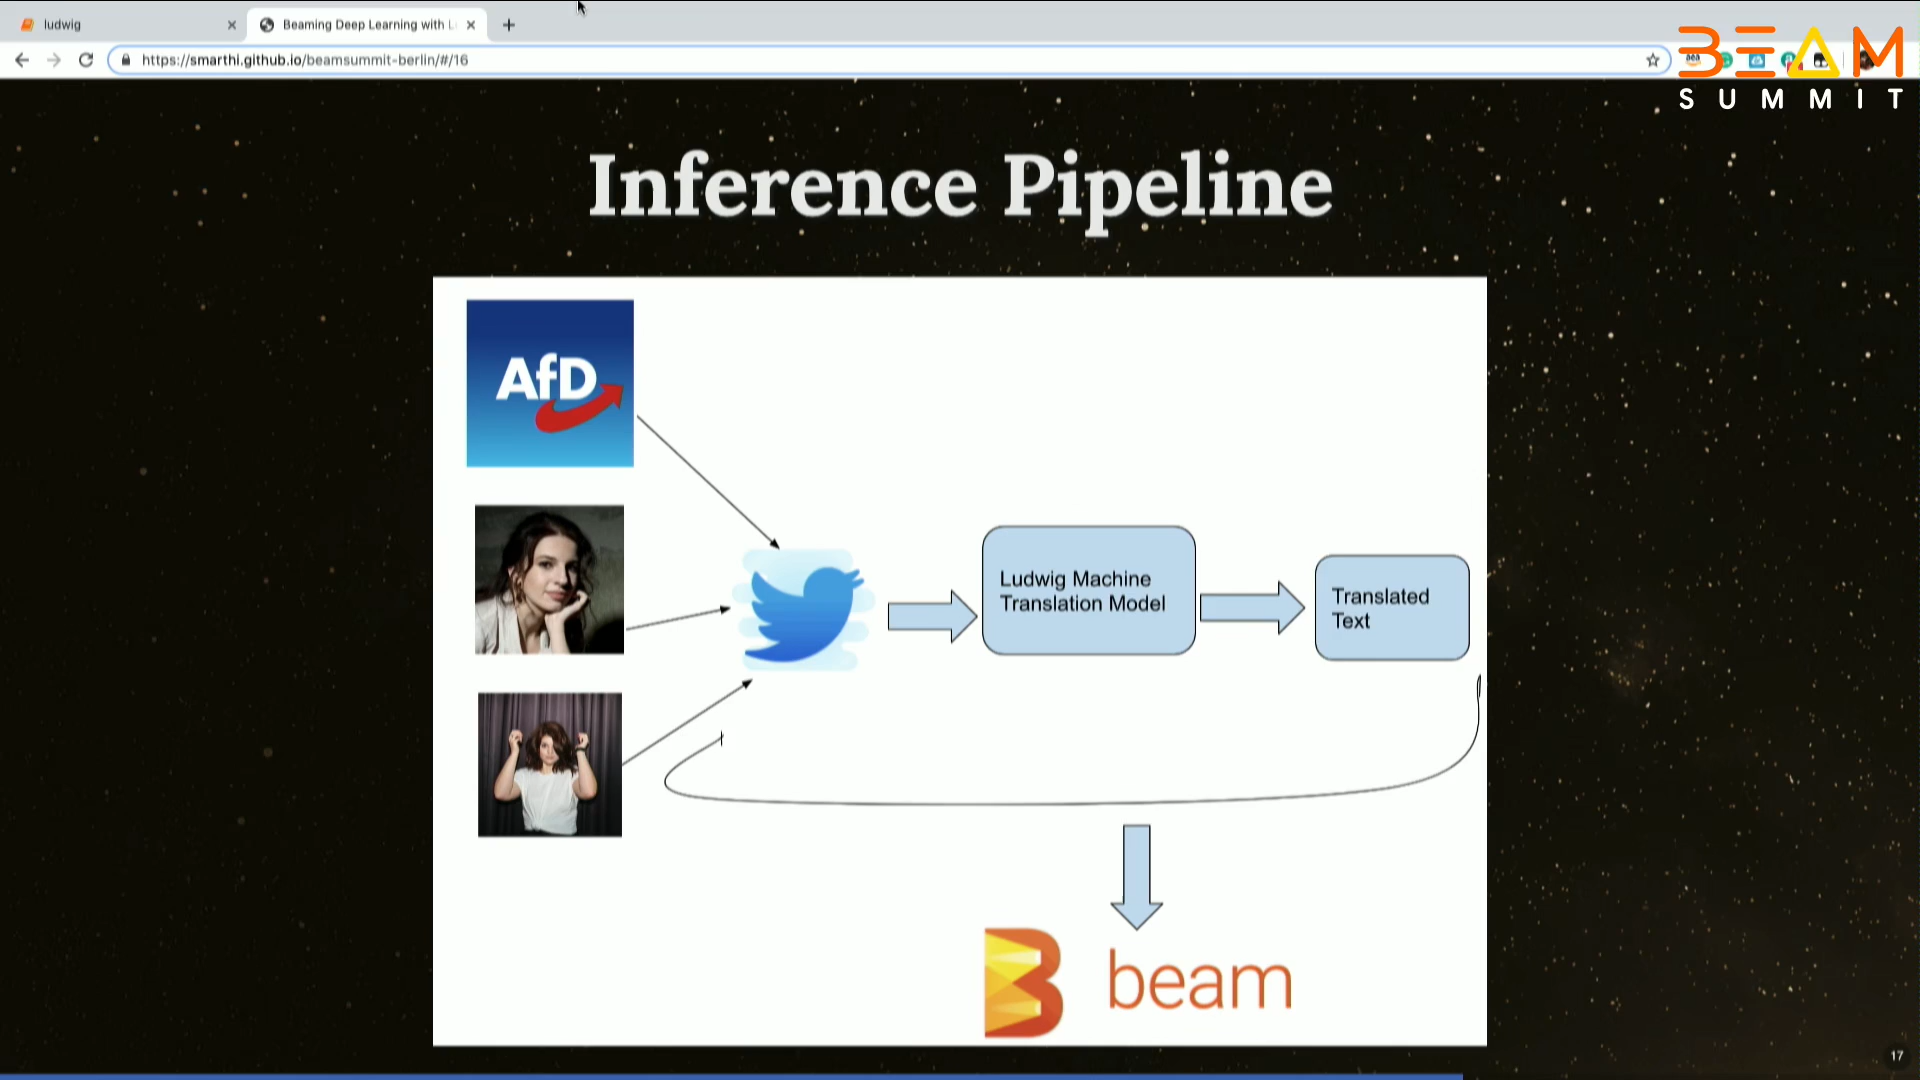 ludwig
Beaming Deep Learning with L
https://smarthi.github.io/beamsummit-berlin/#/16
BEAM
SUMMIT
Inference Pipeline
AfD
Ludwig Machine
Translation Model
Translated
Text
beam
17